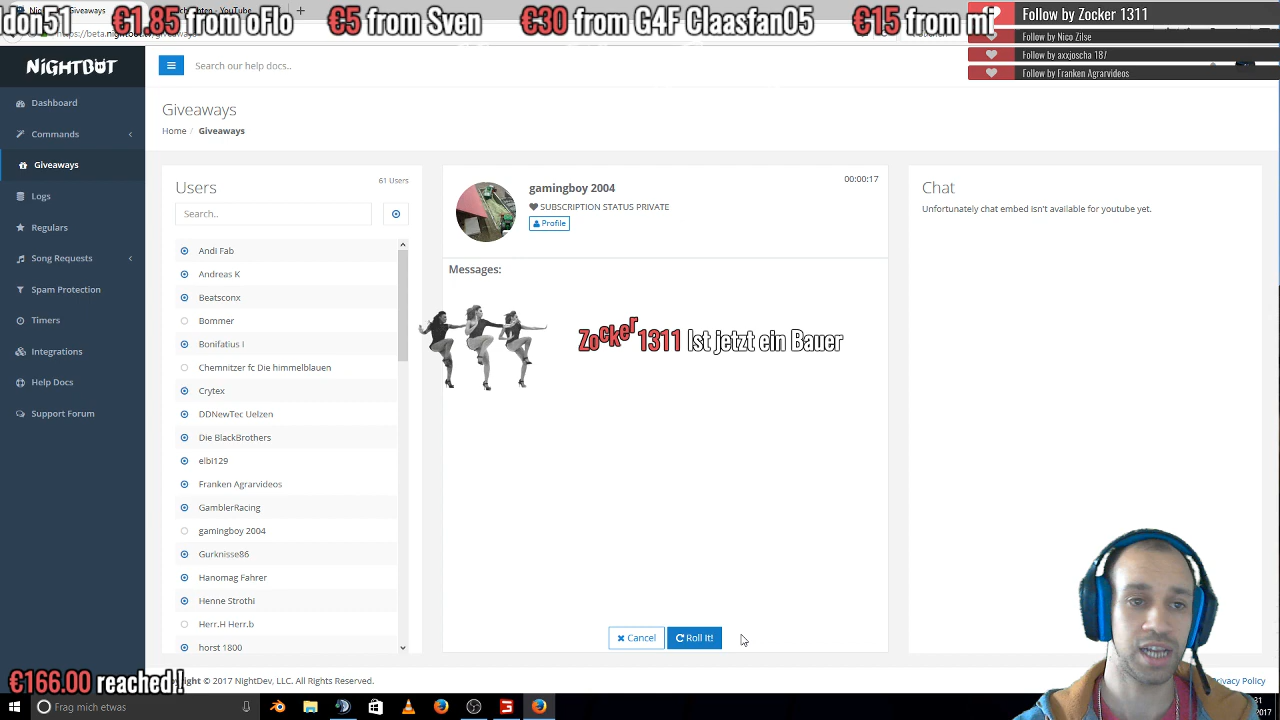 don51 €1.85 from oFlo €5 from Sven €30 from G4F Claasfan05 €15 from mi
Follow by Zocker 1311
Follow by Nico Zilse
Follow by axxjoscha 187
Follow by Franken Agrarvideos
NIGHTBOT
Search our help docs..
Dashboard
Commands
Giveaways
Logs
Regulars
Song Requests
Spam Protection
Timers
Integrations
Help Docs
Support Forum
Giveaways
Home / Giveaways
Users
61 Users
Search..
Andi Fab
Andreas K
Beatsconx
Bommer
Bonifatius I
Chemnitzer fc Die himmelblauen
Crytex
DDNewTec Uelzen
Die BlackBrothers
elbi129
Franken Agrarvideos
GamblerRacing
gamingboy 2004
Gurknisse86
Hanomag Fahrer
Henne Strothi
Herr.H Herr.b
horst 1800
gamingboy 2004
00:00:17
SUBSCRIPTION STATUS PRIVATE
Profile
Messages:
Zocker1311 Ist jetzt ein Bauer
Cancel
Roll It!
Chat
Unfortunately chat embed isn't available for youtube yet.
€166.00 reached!
© 2017 NightDev, LLC. All Rights Reserved.
Privacy Policy
Frag mich etwas
2017